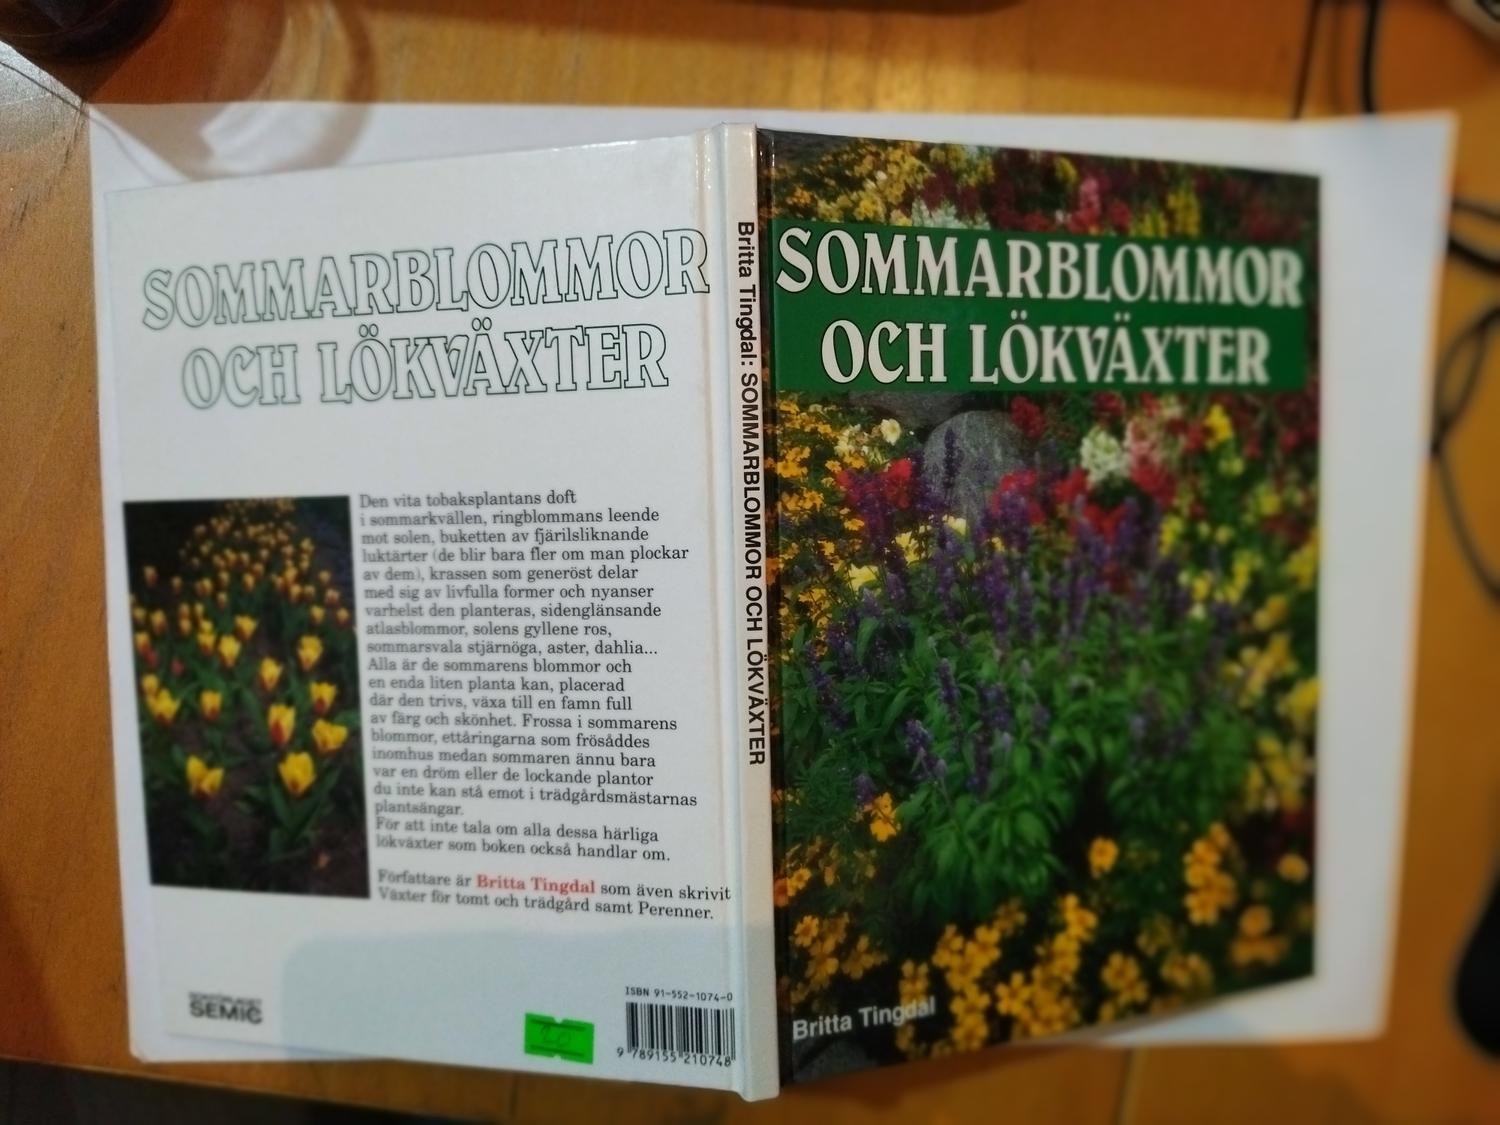 SOMMARBLOMMOR
OCH LÖKVÄXTER
Den vita tobaksplantans doft
i sommarkvällen, ringblommans leende
mot solen, buketten av fjärilsliknande
luktärter (de blir bara fler om man plockar
av dem), krassen som generöst delar
med sig av livfulla former och nyanser
varhelst den planteras, sidenglänsande
atlasblommor, solens gyllene ros,
sommarsvala stjärnöga, aster, dahlia...
Alla är de sommarens blommor och
en enda liten planta kan, placerad
där den trivs, växa till en famn full
av färg och skönhet. Frossa i sommarens
blommor, ettåringarna som frösåddes
inomhus medan sommaren ännu bara
var en dröm eller de lockande plantor
du inte kan stå emot i trädgårdsmästarnas
plantsängar.
För att inte tala om alla dessa härliga
lökväxter som boken också handlar om.
Författare är Britta Tingdal som även skrivit
Växter för tomt och trädgård samt Perenner.
SEMIC
20
ISBN 91-552-1074-0
9 789155 210748
Britta Tingdal: SOMMARBLOMMOR OCH LÖKVÄXTER
SOMMARBLOMMOR
OCH LÖKVÄXTER
Britta Tingdal